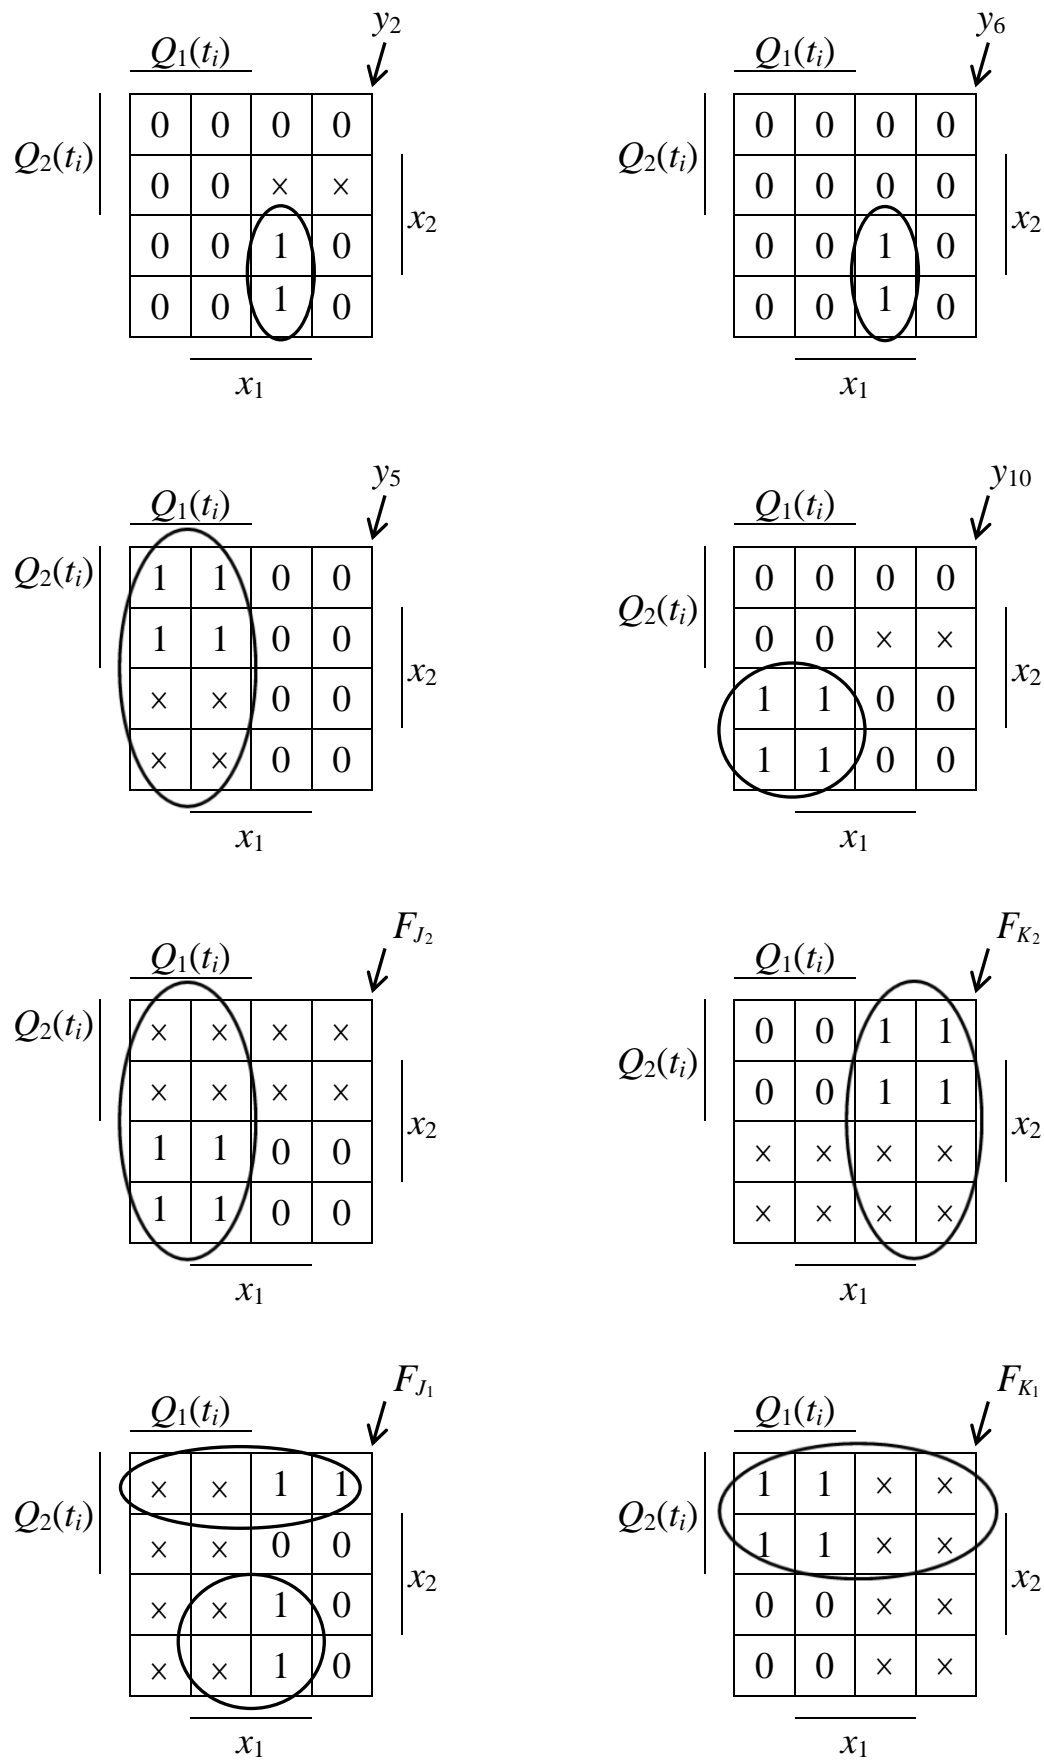 y2 y6
Q1(ti) Q1(ti)
0 0 0 0 0 0 0 0
Q2(ti) Q2(ti)
0 0 × × 0 0 0 0
x2 x2
0 0 1 0 0 0 1 0
0 0 1 0 0 0 1 0
x1 x1
y5 y10
Q1(ti) Q1(ti)
Q2(ti) 1 1 0 0 0 0 0 0
1 1 0 0 Q2(ti) 0 0 × ×
x2 x2
× × 0 0 1 1 0 0
× × 0 0 1 1 0 0
x1 x1
FJ2 FK2
Q1(ti) Q1(ti)
Q2(ti) × × × × 0 0 1 1
× × × × Q2(ti) 0 0 1 1
x2 x2
1 1 0 0 × × × ×
1 1 0 0 × × × ×
x1 x1
FJ1 FK1
Q1(ti) Q1(ti)
× × 1 1 1 1 × ×
Q2(ti) Q2(ti)
× × 0 0 1 1 × ×
x2 x2
× × 1 0 0 0 × ×
× × 1 0 0 0 × ×
x1 x1